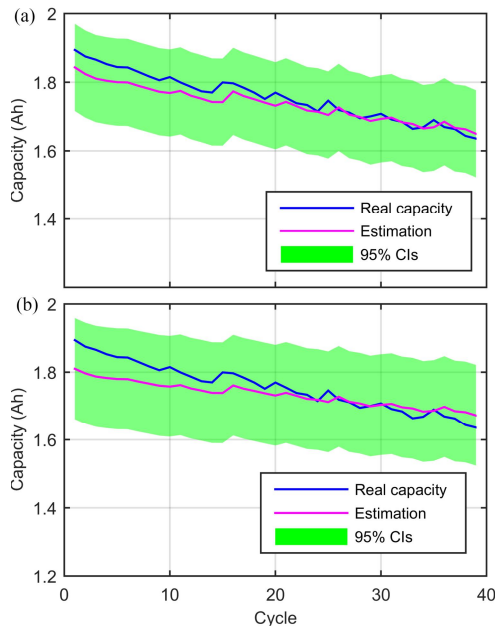 (a)
2
1.8
1.6
1.4
Capacity (Ah)
Real capacity
Estimation
95% CIs
(b)
2
1.8
1.6
1.4
1.2
Capacity (Ah)
Real capacity
Estimation
95% CIs
0 10 20 30 40
Cycle